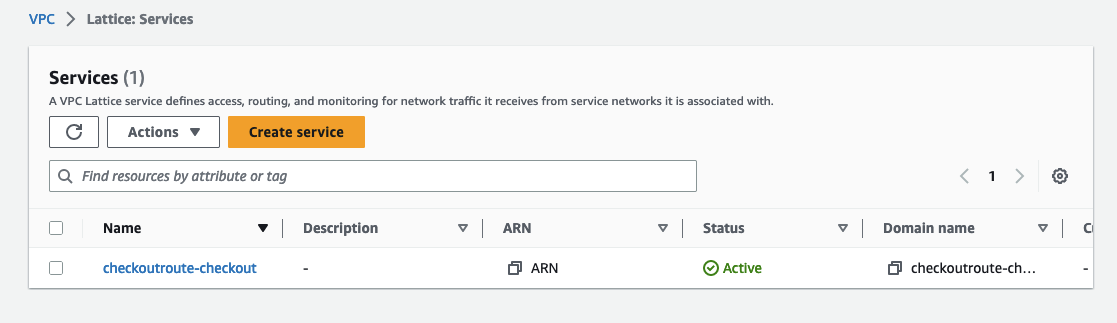 VPC > Lattice: Services
Services (1)
A VPC Lattice service defines access, routing, and monitoring for network traffic it receives from service networks it is associated with.
Actions Create service
Find resources by attribute or tag 1
Name Description ARN Status Domain name
checkoutroute-checkout - ARN Active checkoutroute-ch... -